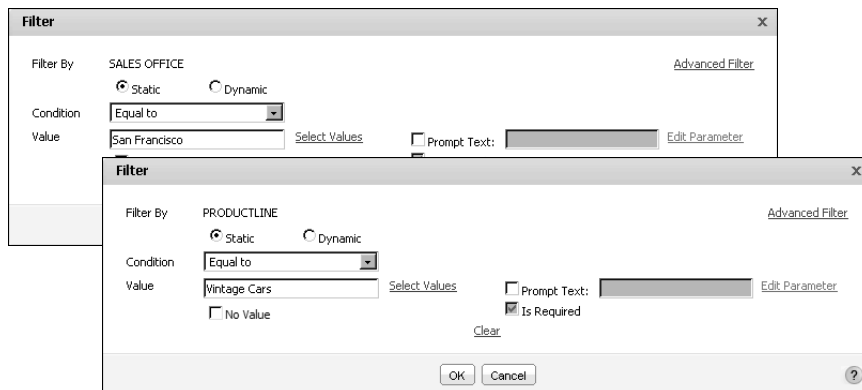 Filter x
Filter By SALES OFFICE Advanced Filter
Static Dynamic
Condition Equal to
Value San Francisco Select Values Prompt Text: Edit Parameter
Filter x
Filter By PRODUCTLINE Advanced Filter
Static Dynamic
Condition Equal to
Value Vintage Cars Select Values Prompt Text: Edit Parameter
No Value Is Required
Clear
OK Cancel ?